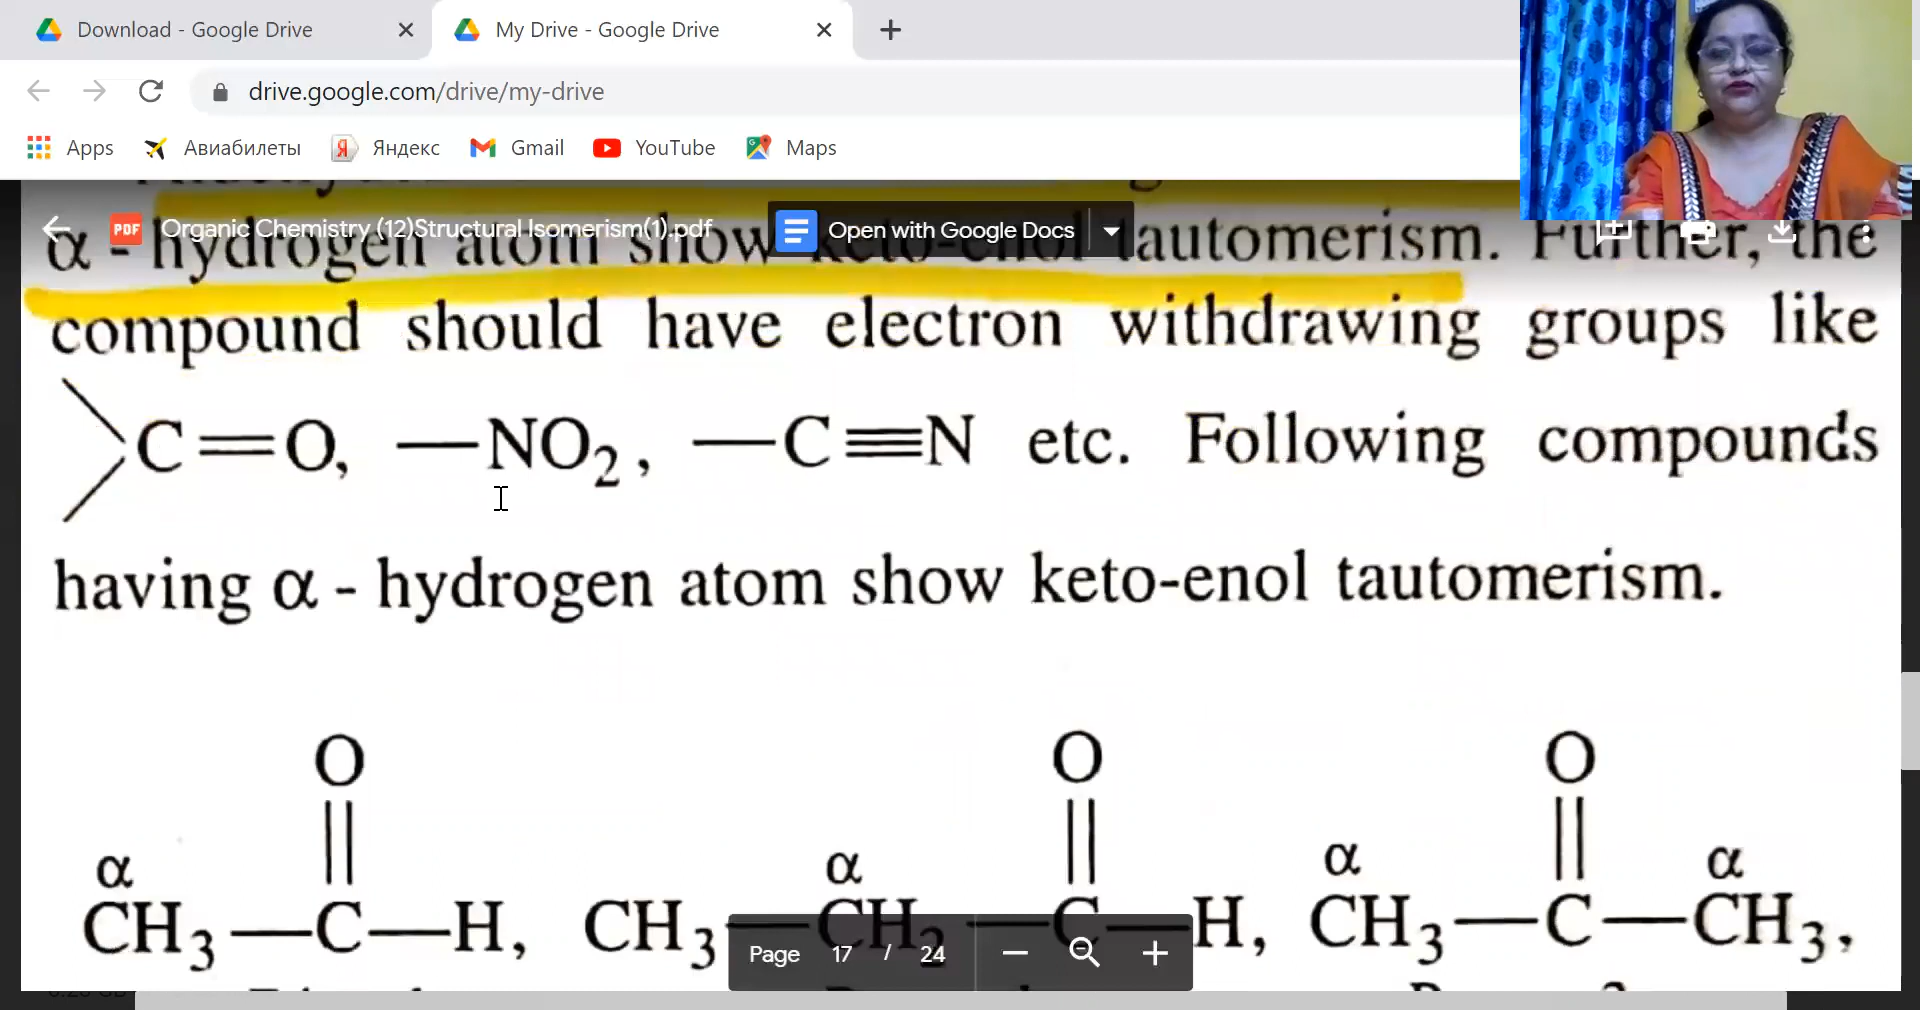 Download - Google Drive
My Drive - Google Drive
drive.google.com/drive/my-drive
Apps Авиабилеты Яндекс Gmail YouTube Maps
PDF Organic Chemistry (12)Structural Isomerism(1).pdf Open with Google Docs
α - hydrogen atom show keto-enol tautomerism. Further, the
compound should have electron withdrawing groups like
C=O, —NO2, —C≡N etc. Following compounds
having α - hydrogen atom show keto-enol tautomerism.
O O O
α α α α
CH3—C—H, CH3—CH2—C—H, CH3—C—CH3,
Page 17 / 24